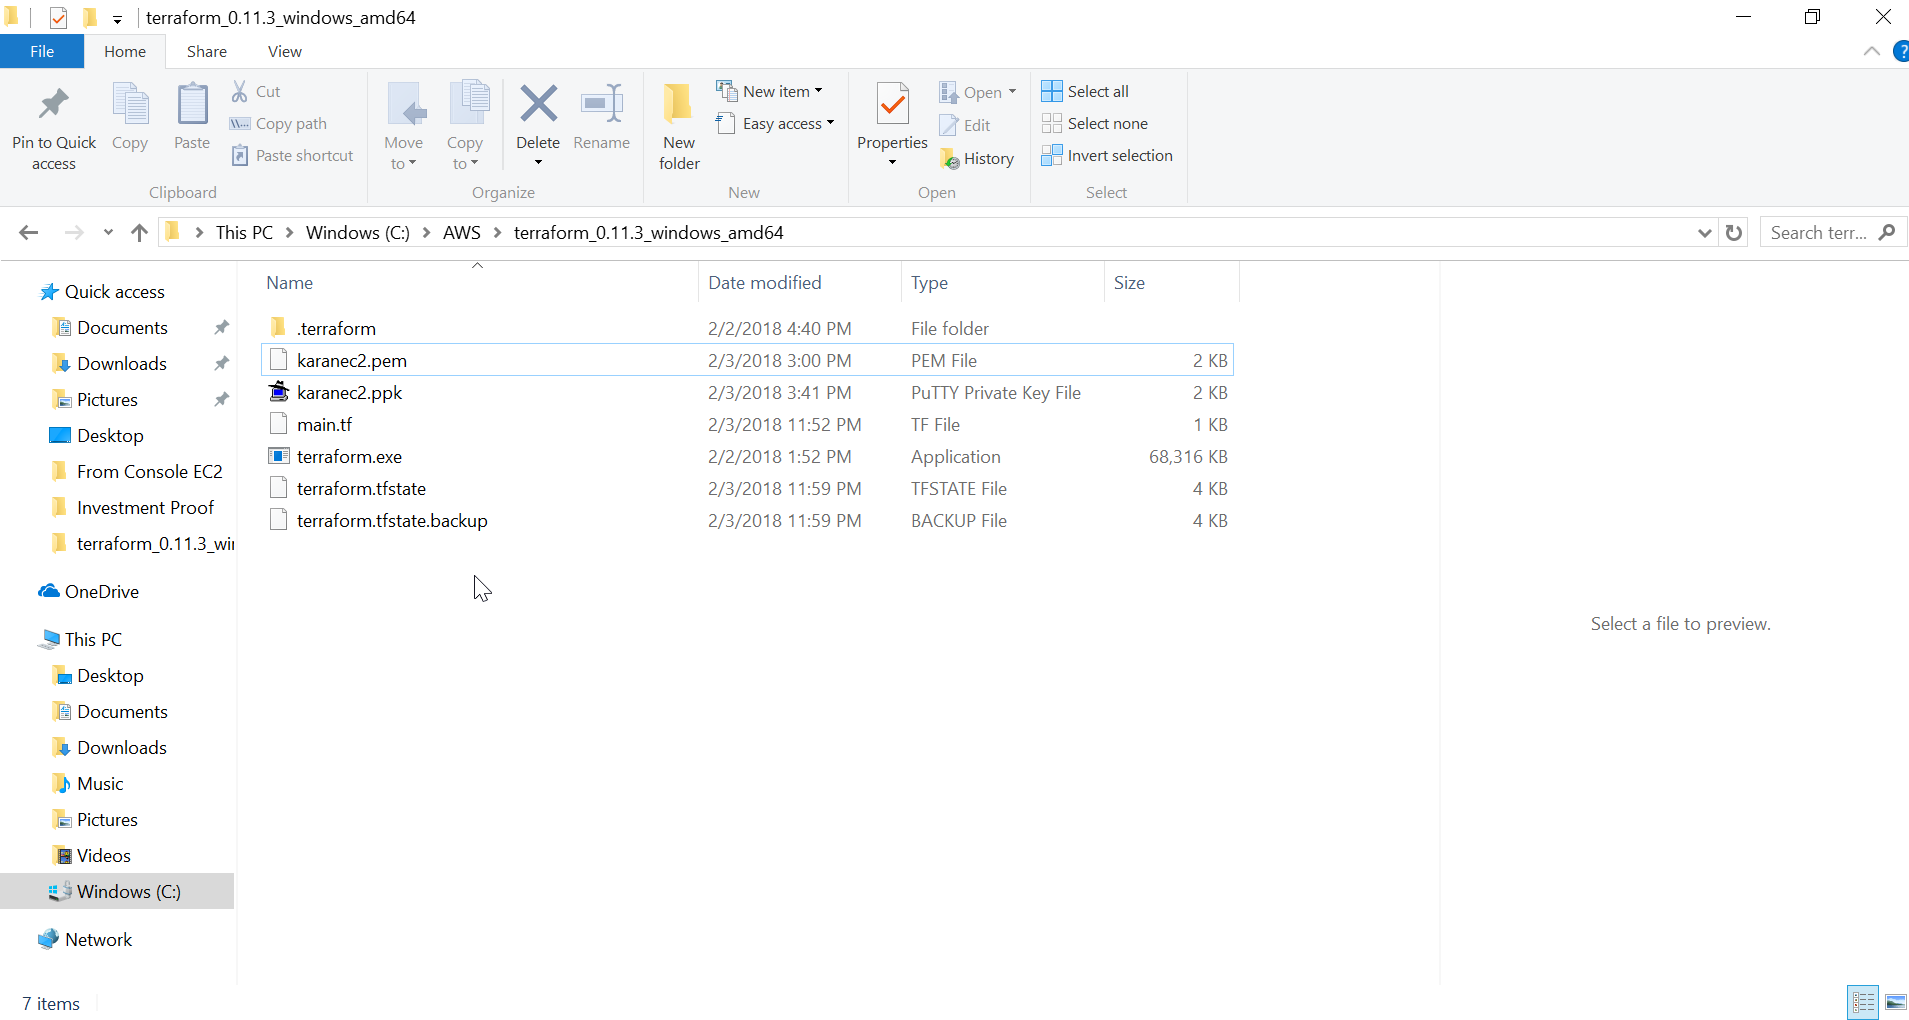 terraform_0.11.3_windows_amd64
File Home Share View
?
Pin to Quick access
Copy
Paste
Cut
Copy path
Paste shortcut
Clipboard
Move to
Copy to
Delete
Rename
Organize
New folder
New item
Easy access
New
Properties
Open
Edit
History
Open
Select all
Select none
Invert selection
Select
This PC > Windows (C:) > AWS > terraform_0.11.3_windows_amd64
Search terr...
Quick access
Documents
Downloads
Pictures
Desktop
From Console EC2
Investment Proof
terraform_0.11.3_wi
OneDrive
This PC
Desktop
Documents
Downloads
Music
Pictures
Videos
Windows (C:)
Network
Name Date modified Type Size
.terraform 2/2/2018 4:40 PM File folder
karanec2.pem 2/3/2018 3:00 PM PEM File 2 KB
karanec2.ppk 2/3/2018 3:41 PM PuTTY Private Key File 2 KB
main.tf 2/3/2018 11:52 PM TF File 1 KB
terraform.exe 2/2/2018 1:52 PM Application 68,316 KB
terraform.tfstate 2/3/2018 11:59 PM TFSTATE File 4 KB
terraform.tfstate.backup 2/3/2018 11:59 PM BACKUP File 4 KB
Select a file to preview.
7 items